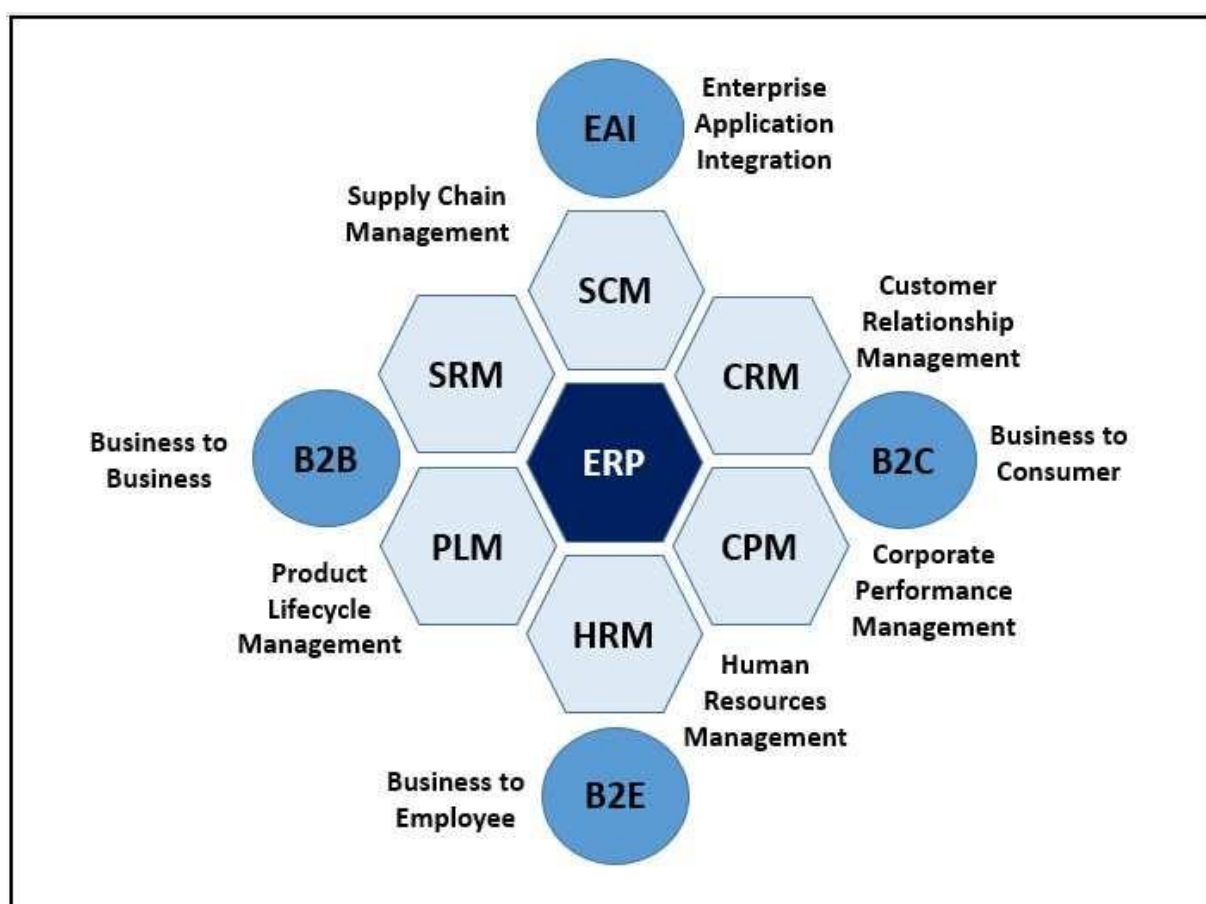 EAI
Enterprise
Application
Integration
Supply Chain
Management
SCM
Customer
Relationship
Management
SRM
CRM
Business to
Business
B2B
ERP
B2C
Business to
Consumer
PLM
CPM
Product
Lifecycle
Management
Corporate
Performance
Management
HRM
Human
Resources
Management
Business to
Employee
B2E